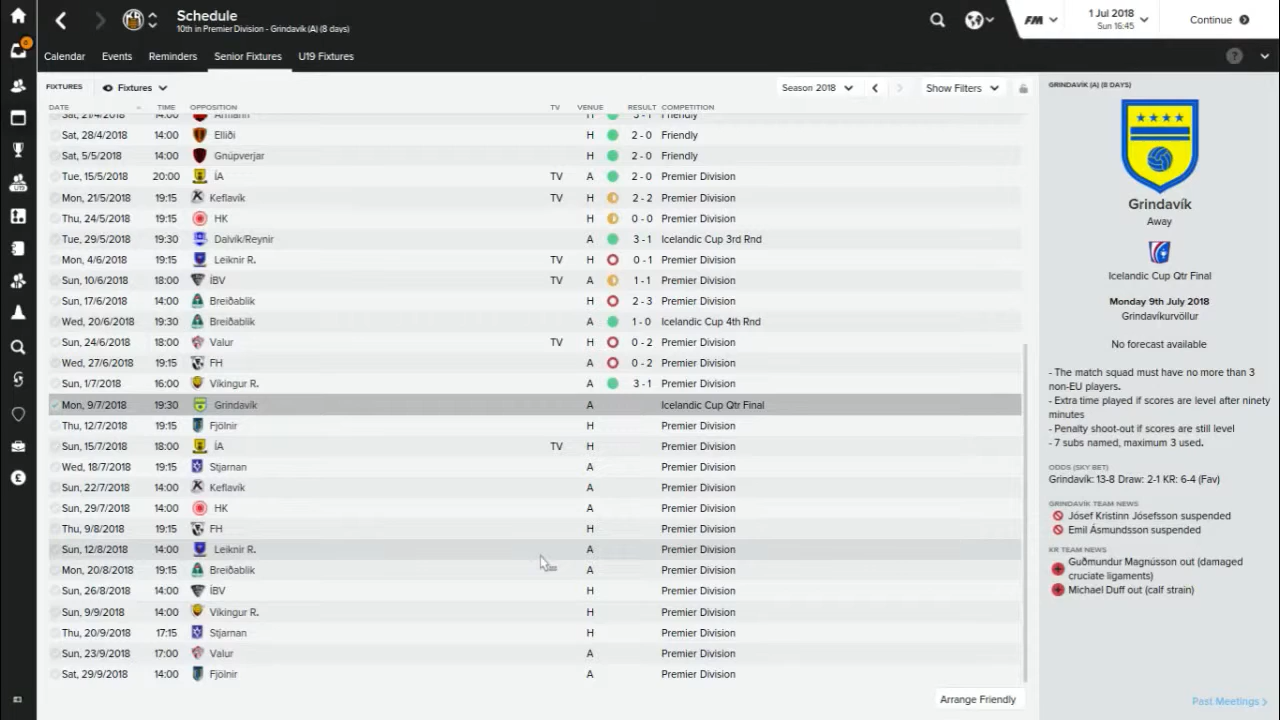 Schedule
10th in Premier Division - Grindavík (A) (8 days)
FM
1 Jul 2018
Sun 16:45
Continue
Calendar Events Reminders Senior Fixtures U19 Fixtures
FIXTURES Fixtures
Season 2018
Show Filters
DATE TIME OPPOSITION TV VENUE RESULT COMPETITION
Sat, 21/4/2018 14:00 Ármann H 3 - 1 Friendly
Sat, 28/4/2018 14:00 Elliði H 2 - 0 Friendly
Sat, 5/5/2018 14:00 Gnúpverjar H 2 - 0 Friendly
Tue, 15/5/2018 20:00 ÍA TV A 2 - 0 Premier Division
Mon, 21/5/2018 19:15 Keflavík TV H 2 - 2 Premier Division
Thu, 24/5/2018 19:15 HK H 0 - 0 Premier Division
Tue, 29/5/2018 19:30 Dalvík/Reynir A 3 - 1 Icelandic Cup 3rd Rnd
Mon, 4/6/2018 19:15 Leiknir R. TV H 0 - 1 Premier Division
Sun, 10/6/2018 18:00 ÍBV TV A 1 - 1 Premier Division
Sun, 17/6/2018 14:00 Breiðablik H 2 - 3 Premier Division
Wed, 20/6/2018 19:30 Breiðablik A 1 - 0 Icelandic Cup 4th Rnd
Sun, 24/6/2018 18:00 Valur TV H 0 - 2 Premier Division
Wed, 27/6/2018 19:15 FH A 1 - 2 Premier Division
Sun, 1/7/2018 16:00 Víkingur R. A 3 - 1 Premier Division
Mon, 9/7/2018 19:30 Grindavík A Icelandic Cup Qtr Final
Thu, 12/7/2018 19:15 Fjölnir H Premier Division
Sun, 15/7/2018 18:00 ÍA TV H Premier Division
Wed, 18/7/2018 19:15 Stjarnan A Premier Division
Sun, 22/7/2018 14:00 Keflavík A Premier Division
Sun, 29/7/2018 14:00 HK A Premier Division
Thu, 9/8/2018 19:15 FH H Premier Division
Sun, 12/8/2018 14:00 Leiknir R. A Premier Division
Mon, 20/8/2018 19:15 Breiðablik A Premier Division
Sun, 26/8/2018 14:00 ÍBV H Premier Division
Sun, 9/9/2018 14:00 Víkingur R. H Premier Division
Thu, 20/9/2018 17:15 Stjarnan H Premier Division
Sun, 23/9/2018 17:00 Valur A Premier Division
Sat, 29/9/2018 14:00 Fjölnir A Premier Division
Arrange Friendly
GRINDAVÍK (A) (8 DAYS)
Grindavík
Away
Icelandic Cup Qtr Final
Monday 9th July 2018
Grindavíkurvöllur
No forecast available
- The match squad must have no more than 3
non-EU players.
- Extra time played if scores are level after ninety
minutes
- Penalty shoot-out if scores are still level
- 7 subs named, maximum 3 used.
ODDS (SKY BET)
Grindavík: 13-8 Draw: 2-1 KR: 6-4 (Fav)
GRINDAVÍK TEAM NEWS
Jósef Kristinn Jósefsson suspended
Emil Ásmundsson suspended
KR TEAM NEWS
Guðmundur Magnússon out (damaged
cruciate ligaments)
Michael Duff out (calf strain)
Past Meetings >